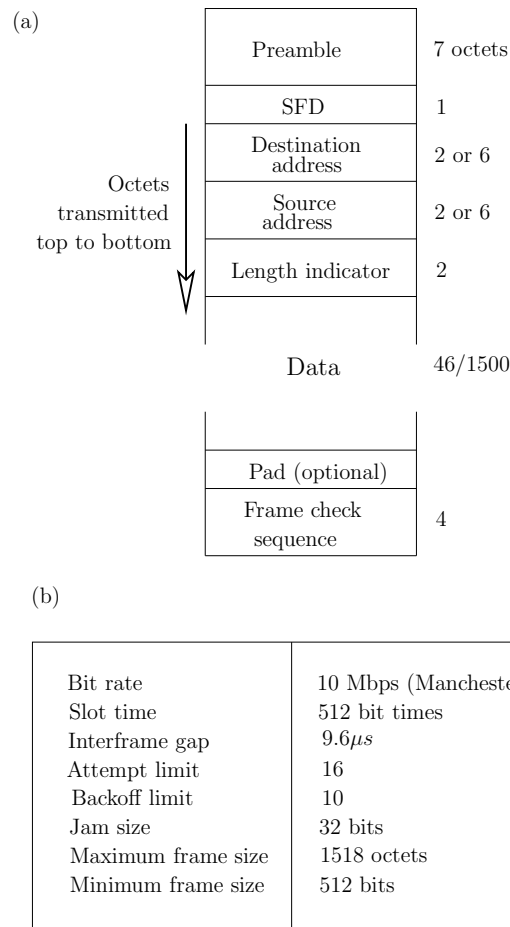 (a)
Preamble 7 octets
SFD 1
Destination
address
2 or 6
Source
address
2 or 6
Length indicator 2
Octets
transmitted
top to bottom
Data 46/1500
Pad (optional)
Frame check
sequence
4
(b)
Bit rate 10 Mbps (Mancheste
Slot time 512 bit times
Interframe gap 9.6μs
Attempt limit 16
Backoff limit 10
Jam size 32 bits
Maximum frame size 1518 octets
Minimum frame size 512 bits